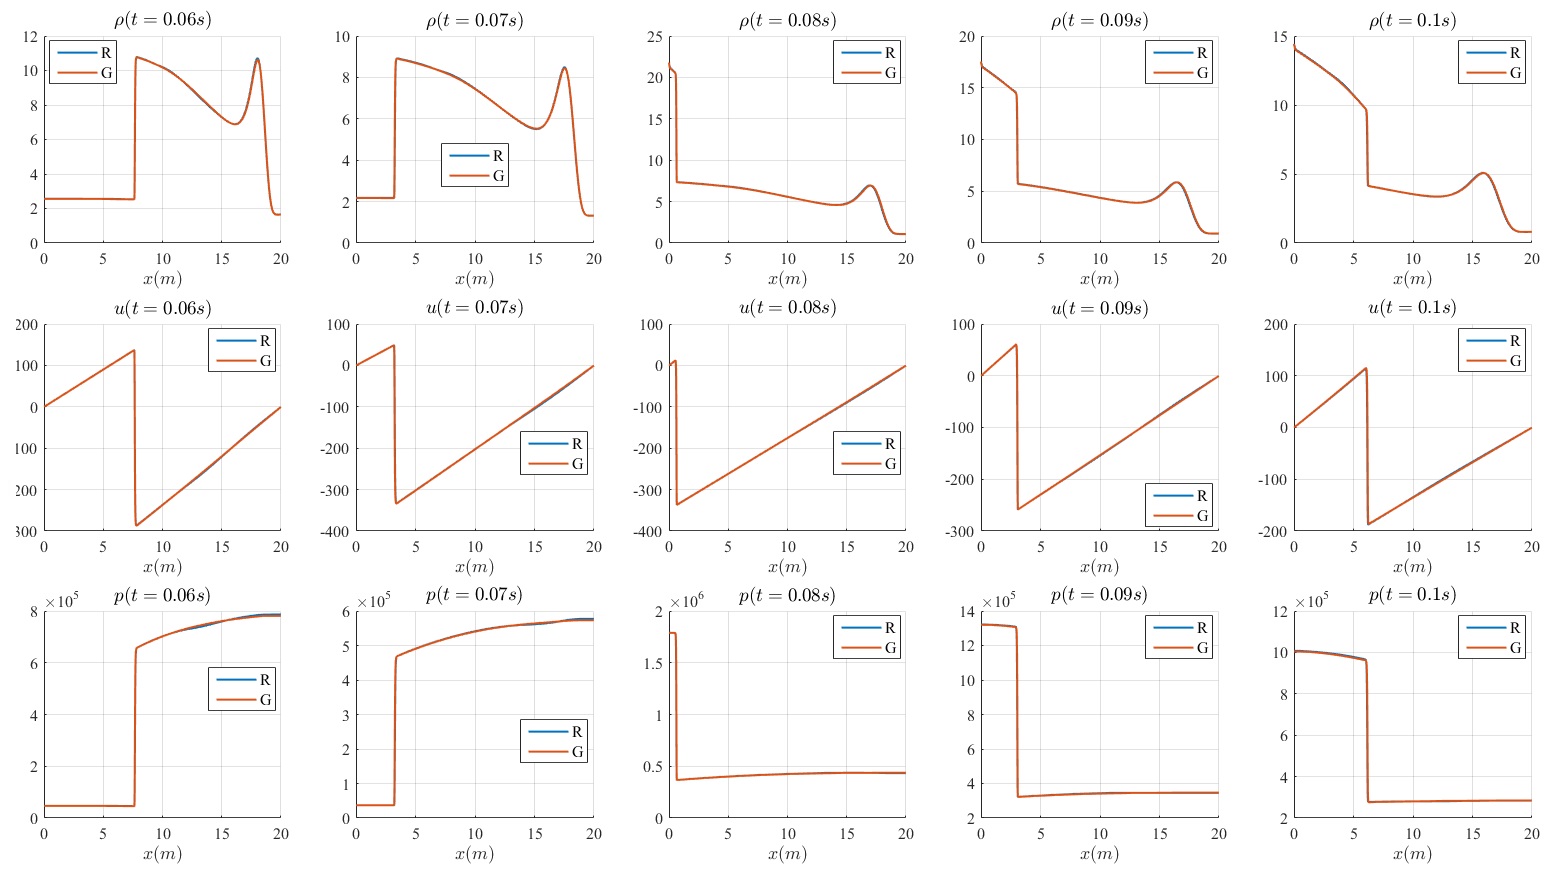 ρ(t = 0.06s) ρ(t = 0.07s) ρ(t = 0.08s) ρ(t = 0.09s) ρ(t = 0.1s)
12 10 25 20 15
R R R R R
10 8 20 15 10
G G G G G
8 6 15 10 5
6 4 10 5 0
4 2 5 0
2 0 0
0
0 5 10 15 20 0 5 10 15 20 0 5 10 15 20 0 5 10 15 20 0 5 10 15 20
x(m) x(m) x(m) x(m) x(m)
u(t = 0.06s) u(t = 0.07s) u(t = 0.08s) u(t = 0.09s) u(t = 0.1s)
200 100 100 100 200
R R R R R
100 0 0 0 100
G G G G G
0 -100 -100 -100 0
100 -200 -200 -200 -100
200 -300 -300 -300 -200
300 -400 -400
0 5 10 15 20 0 5 10 15 20 0 5 10 15 20 0 5 10 15 20 0 5 10 15 20
x(m) x(m) x(m) x(m) x(m)
×10⁵ p(t = 0.06s) ×10⁵ p(t = 0.07s) ×10⁶ p(t = 0.08s) ×10⁵ p(t = 0.09s) ×10⁵ p(t = 0.1s)
8 6 2 14 12
R R R R R
6 5 1.5 12 10
G G G G G
4 4 1 10 8
2 3 0.5 8 6
0 2 0 6 4
1 4 2
0 2
0 5 10 15 20 0 5 10 15 20 0 5 10 15 20 0 5 10 15 20 0 5 10 15 20
x(m) x(m) x(m) x(m) x(m)